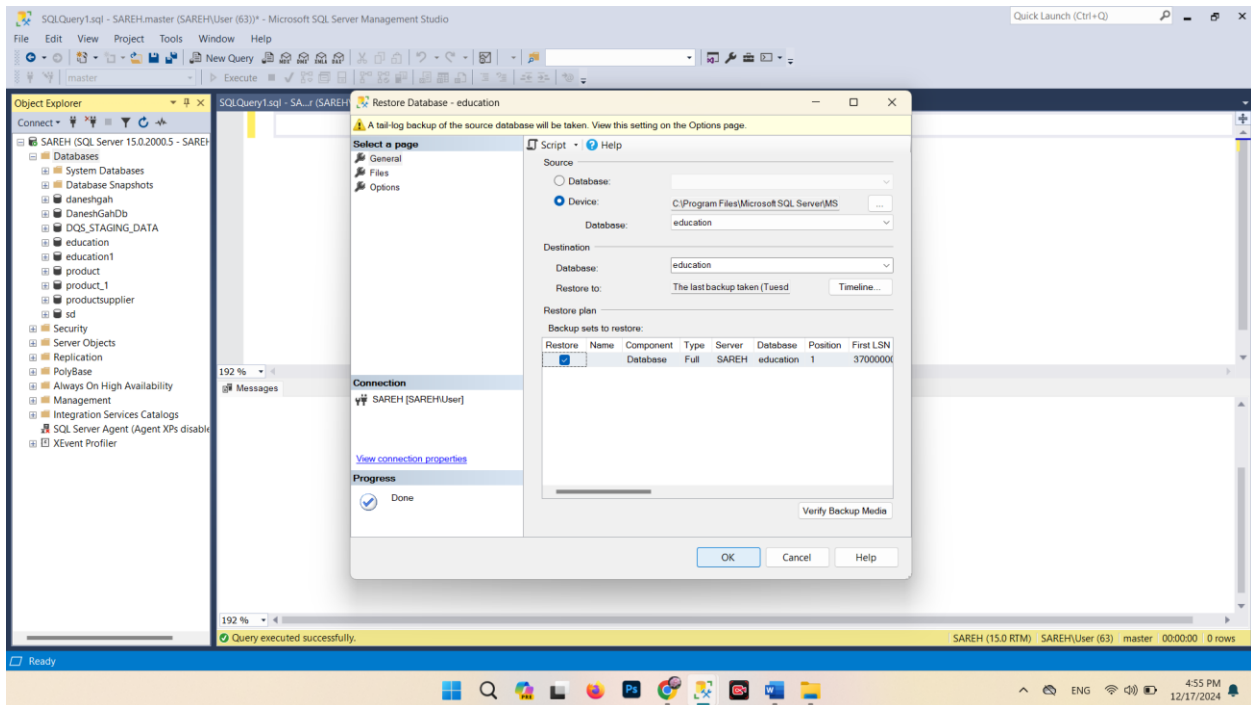 SQLQuery1.sql - SAREH.master (SAREH\User (63))* - Microsoft SQL Server Management Studio
Quick Launch (Ctrl+Q)
File Edit View Project Tools Window Help
New Query
master
Execute
Object Explorer
SQLQuery1.sql - SA...r (SAREH
Connect
SAREH (SQL Server 15.0.2000.5 - SAREH
Databases
System Databases
Database Snapshots
daneshgah
DaneshGahDb
DQS_STAGING_DATA
education
education1
product
product_1
productsupplier
sd
Security
Server Objects
Replication
PolyBase
Always On High Availability
Management
Integration Services Catalogs
SQL Server Agent (Agent XPs disable
XEvent Profiler
Restore Database - education
A tail-log backup of the source database will be taken. View this setting on the Options page.
Select a page
General
Files
Options
Connection
SAREH [SAREH\User]
View connection properties
Progress
Done
Script Help
Source
Database:
Device: C:\Program Files\Microsoft SQL Server\MS ...
Database: education
Destination
Database: education
Restore to: The last backup taken (Tuesd Timeline...
Restore plan
Backup sets to restore:
Restore Name Component Type Server Database Position First LSN
Database Full SAREH education 1 37000000
Verify Backup Media
OK Cancel Help
192 %
Messages
192 %
Query executed successfully.
SAREH (15.0 RTM) SAREH\User (63) master 00:00:00 0 rows
Ready
Ps
ENG
4:55 PM
12/17/2024